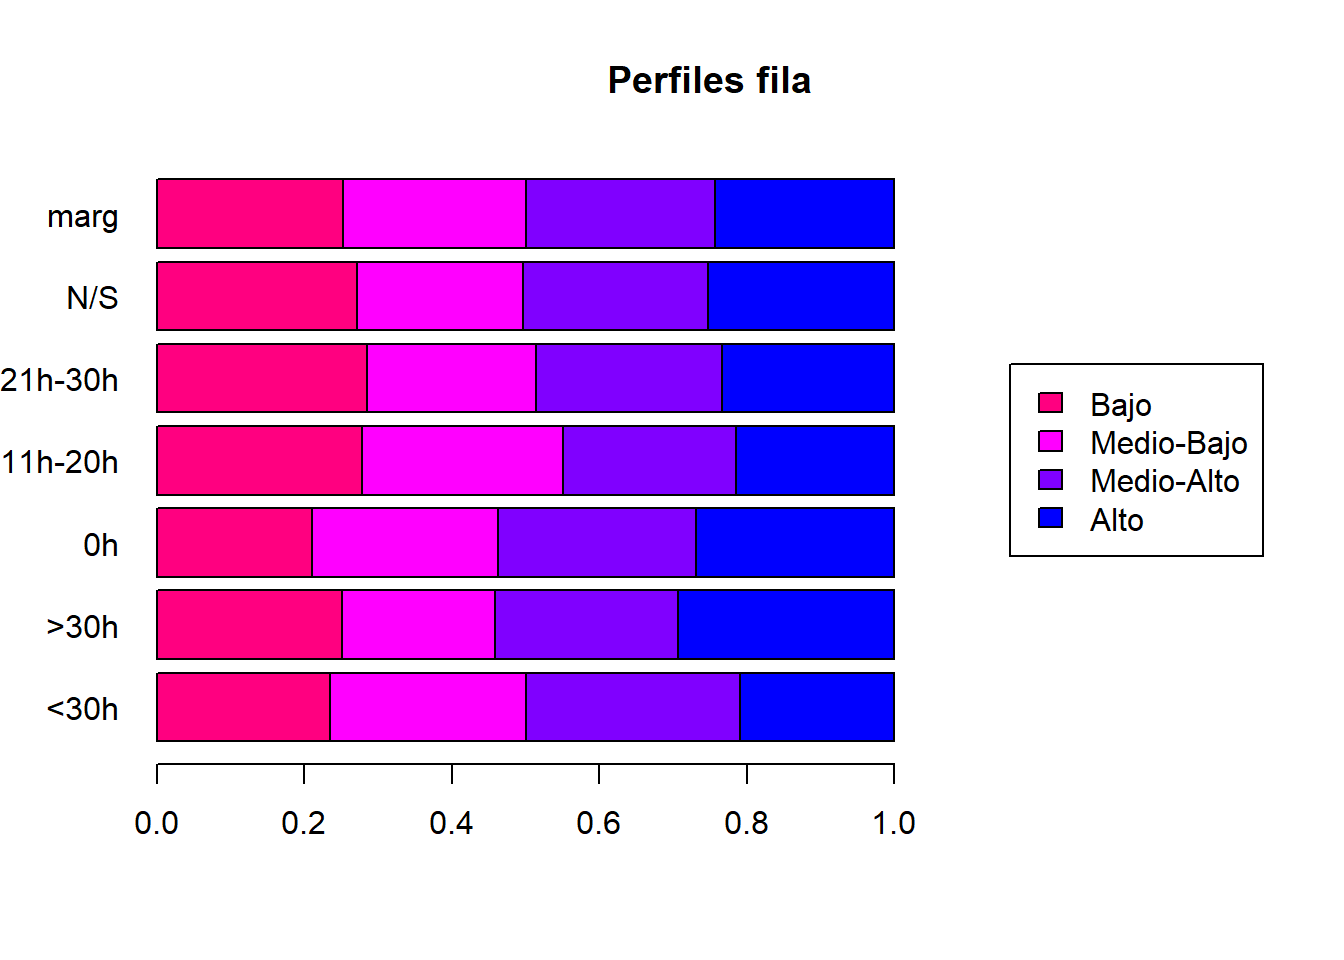 Perfiles fila
marg
N/S
21h-30h
11h-20h
0h
>30h
<30h
0.0 0.2 0.4 0.6 0.8 1.0
Bajo
Medio-Bajo
Medio-Alto
Alto